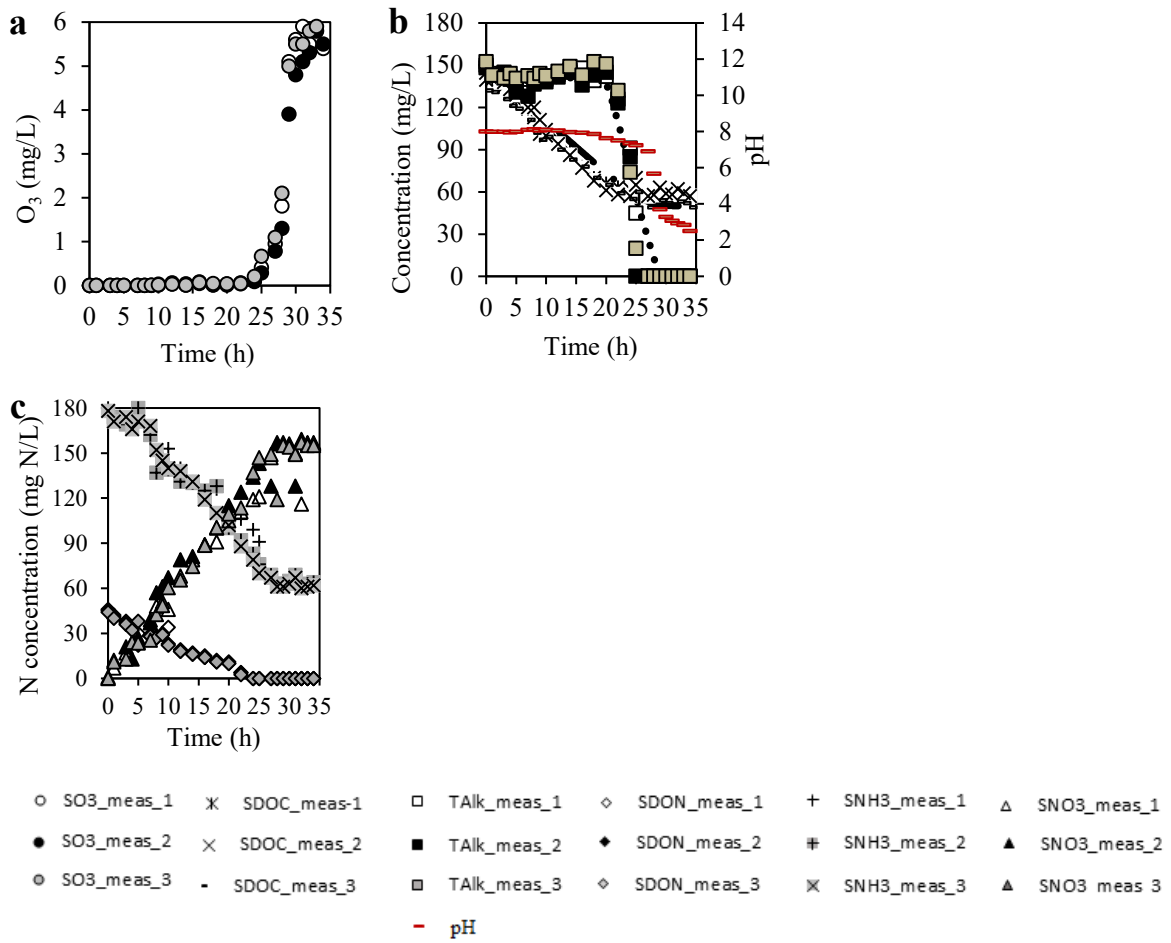 a
6
5
4
3
2
1
0
O3 (mg/L)
0 5 10 15 20 25 30 35
Time (h)
b
180
150
120
90
60
30
0
Concentration (mg/L)
14
12
10
8
6
4
2
0
pH
0 5 10 15 20 25 30 35
Time (h)
c
180
150
120
90
60
30
0
N concentration (mg N/L)
0 5 10 15 20 25 30 35
Time (h)
SO3_meas_1 SDOC_meas-1 TAlk_meas_1 SDON_meas_1 SNH3_meas_1 SNO3_meas_1
SO3_meas_2 SDOC_meas_2 TAlk_meas_2 SDON_meas_2 SNH3_meas_2 SNO3_meas_2
SO3_meas_3 SDOC_meas_3 TAlk_meas_3 SDON_meas_3 SNH3_meas_3 SNO3 meas 3
pH